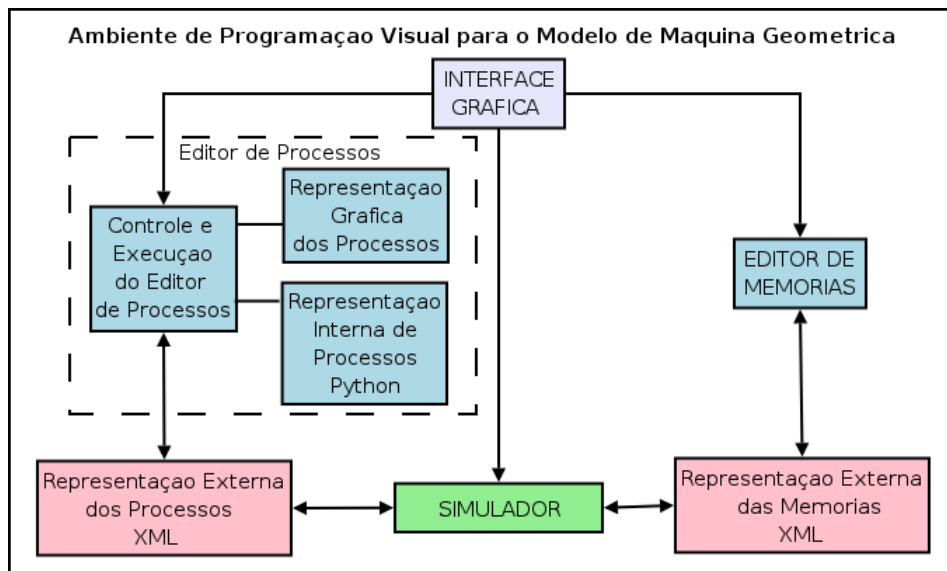 Ambiente de Programaçao Visual para o Modelo de Maquina Geometrica
INTERFACE
GRAFICA
Editor de Processos
Representaçao
Grafica
dos Processos
Controle e
Execuçao
do Editor
de Processos
Representaçao
Interna de
Processos
Python
EDITOR DE
MEMORIAS
Representaçao Externa
dos Processos
XML
SIMULADOR
Representaçao Externa
das Memorias
XML